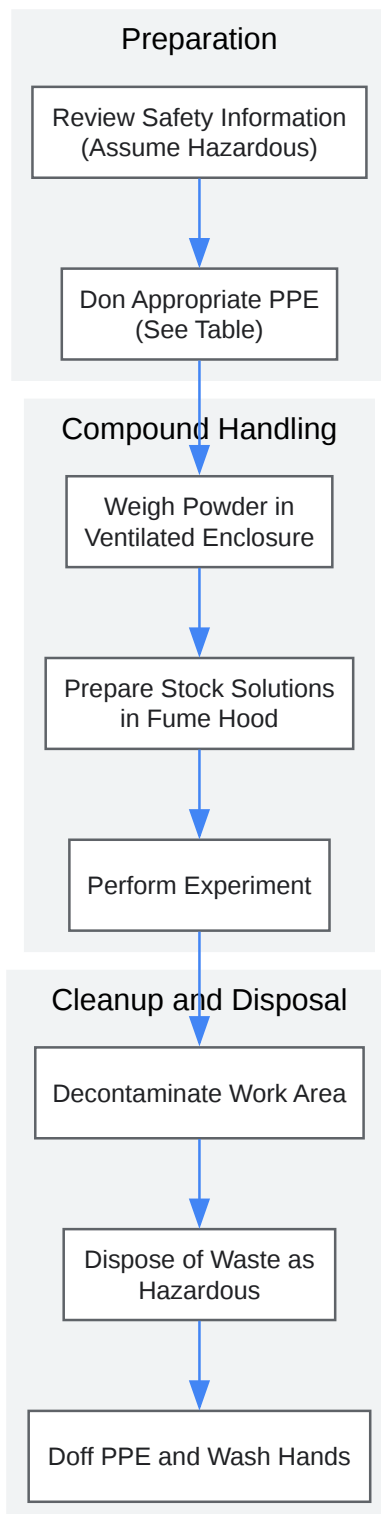 Preparation
Review Safety Information
(Assume Hazardous)
Don Appropriate PPE
(See Table)
Compound Handling
Weigh Powder in
Ventilated Enclosure
Prepare Stock Solutions
in Fume Hood
Perform Experiment
Cleanup and Disposal
Decontaminate Work Area
Dispose of Waste as
Hazardous
Doff PPE and Wash Hands